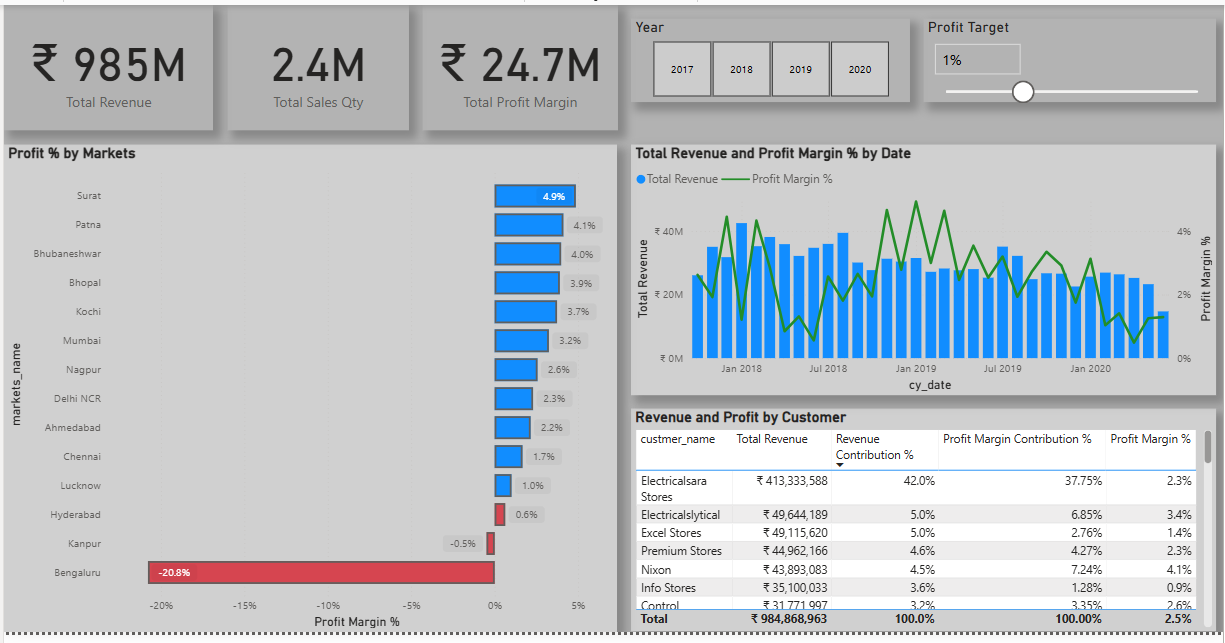 ₹ 985M
Total Revenue
2.4M
Total Sales Qty
₹ 24.7M
Total Profit Margin
Year
2017 2018 2019 2020
Profit Target
1%
Profit % by Markets
markets_name
Surat 4.9%
Patna 4.1%
Bhubaneshwar 4.0%
Bhopal 3.9%
Kochi 3.7%
Mumbai 3.2%
Nagpur 2.6%
Delhi NCR 2.3%
Ahmedabad 2.2%
Chennai 1.7%
Lucknow 1.0%
Hyderabad 0.6%
Kanpur -0.5%
Bengaluru -20.8%
-20% -15% -10% -5% 0% 5%
Profit Margin %
Total Revenue and Profit Margin % by Date
Total Revenue Profit Margin %
Total Revenue
₹ 40M 4%
₹ 20M 2%
₹ 0M 0%
Profit Margin %
Jan 2018 Jul 2018 Jan 2019 Jul 2019 Jan 2020
cy_date
Revenue and Profit by Customer
custmer_name Total Revenue Revenue Contribution % Profit Margin Contribution % Profit Margin %
Electricalsara Stores ₹ 413,333,588 42.0% 37.75% 2.3%
Electricalslytical ₹ 49,644,189 5.0% 6.85% 3.4%
Excel Stores ₹ 49,115,620 5.0% 2.76% 1.4%
Premium Stores ₹ 44,962,166 4.6% 4.27% 2.3%
Nixon ₹ 43,893,083 4.5% 7.24% 4.1%
Info Stores ₹ 35,100,033 3.6% 1.28% 0.9%
Control ₹ 31,771,997 3.2% 3.35% 2.6%
Total ₹ 984,868,963 100.0% 100.00% 2.5%